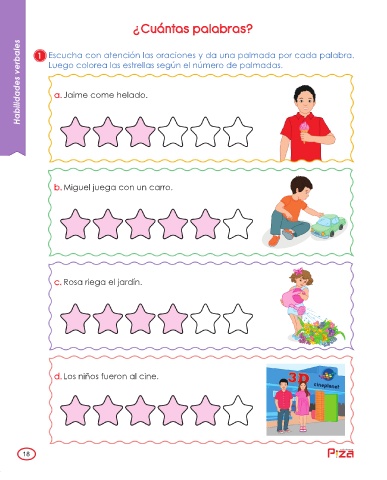 ¿Cuántas palabras?
Habilidades verbales
1 Escucha con atención las oraciones y da una palmada por cada palabra.
Luego colorea las estrellas según el número de palmadas.
a. Jaime come helado.
b. Miguel juega con un carro.
c. Rosa riega el jardín.
d. Los niños fueron al cine.
3D
cineplanet
18
Piza